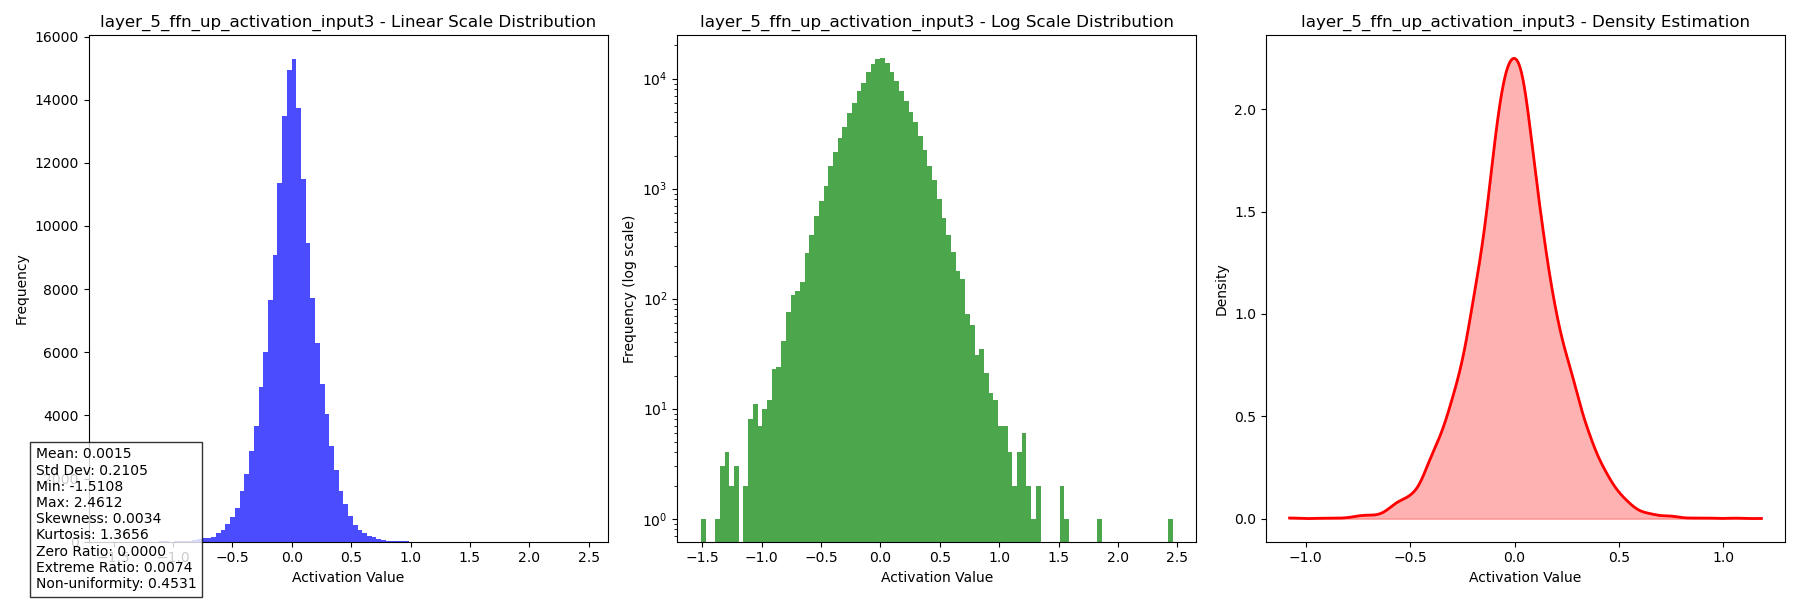 layer_5_ffn_up_activation_input3 - Linear Scale Distribution
16000
14000
12000
10000
8000
6000
4000
Frequency
−0.5
0.0
0.5
1.0
1.5
2.0
2.5
Activation Value
Mean: 0.0015
Std Dev: 0.2105
Min: -1.5108
Max: 2.4612
Skewness: 0.0034
Kurtosis: 1.3656
Zero Ratio: 0.0000
Extreme Ratio: 0.0074
Non-uniformity: 0.4531
layer_5_ffn_up_activation_input3 - Log Scale Distribution
10⁴
10³
10²
10¹
10⁰
Frequency (log scale)
−1.5
−1.0
−0.5
0.0
0.5
1.0
1.5
2.0
2.5
Activation Value
layer_5_ffn_up_activation_input3 - Density Estimation
2.0
1.5
1.0
0.5
0.0
Density
−1.0
−0.5
0.0
0.5
1.0
Activation Value